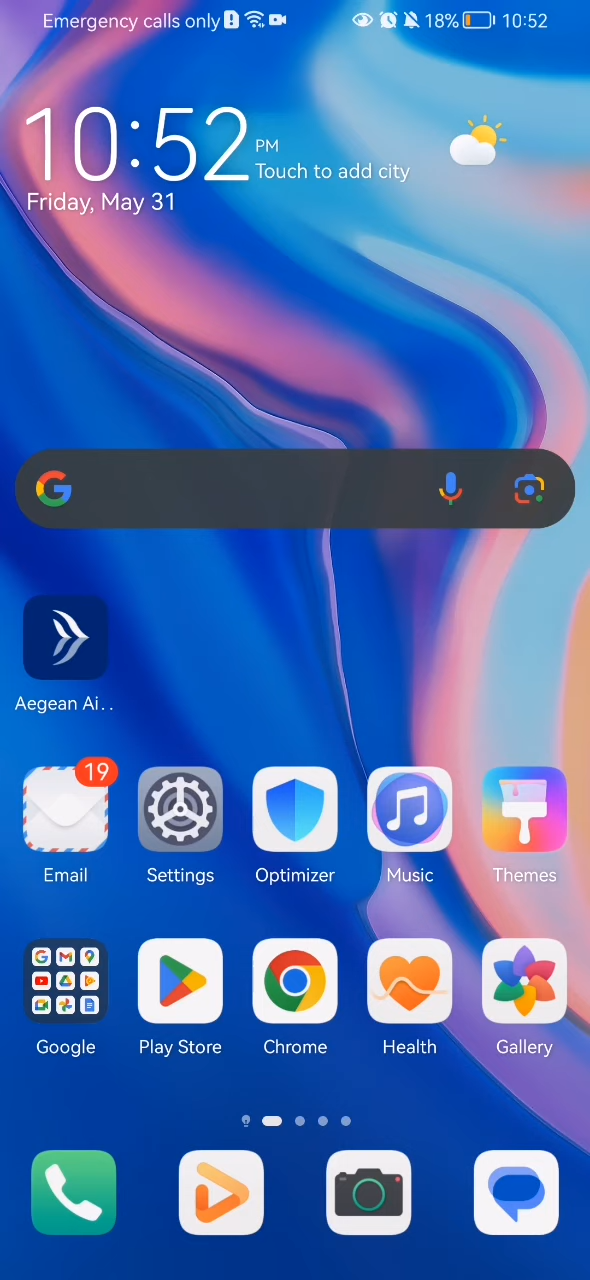 Emergency calls only 18% 10:52
10:52 PM
Touch to add city
Friday, May 31
Aegean Ai..
19
Email Settings Optimizer Music Themes
Google Play Store Chrome Health Gallery